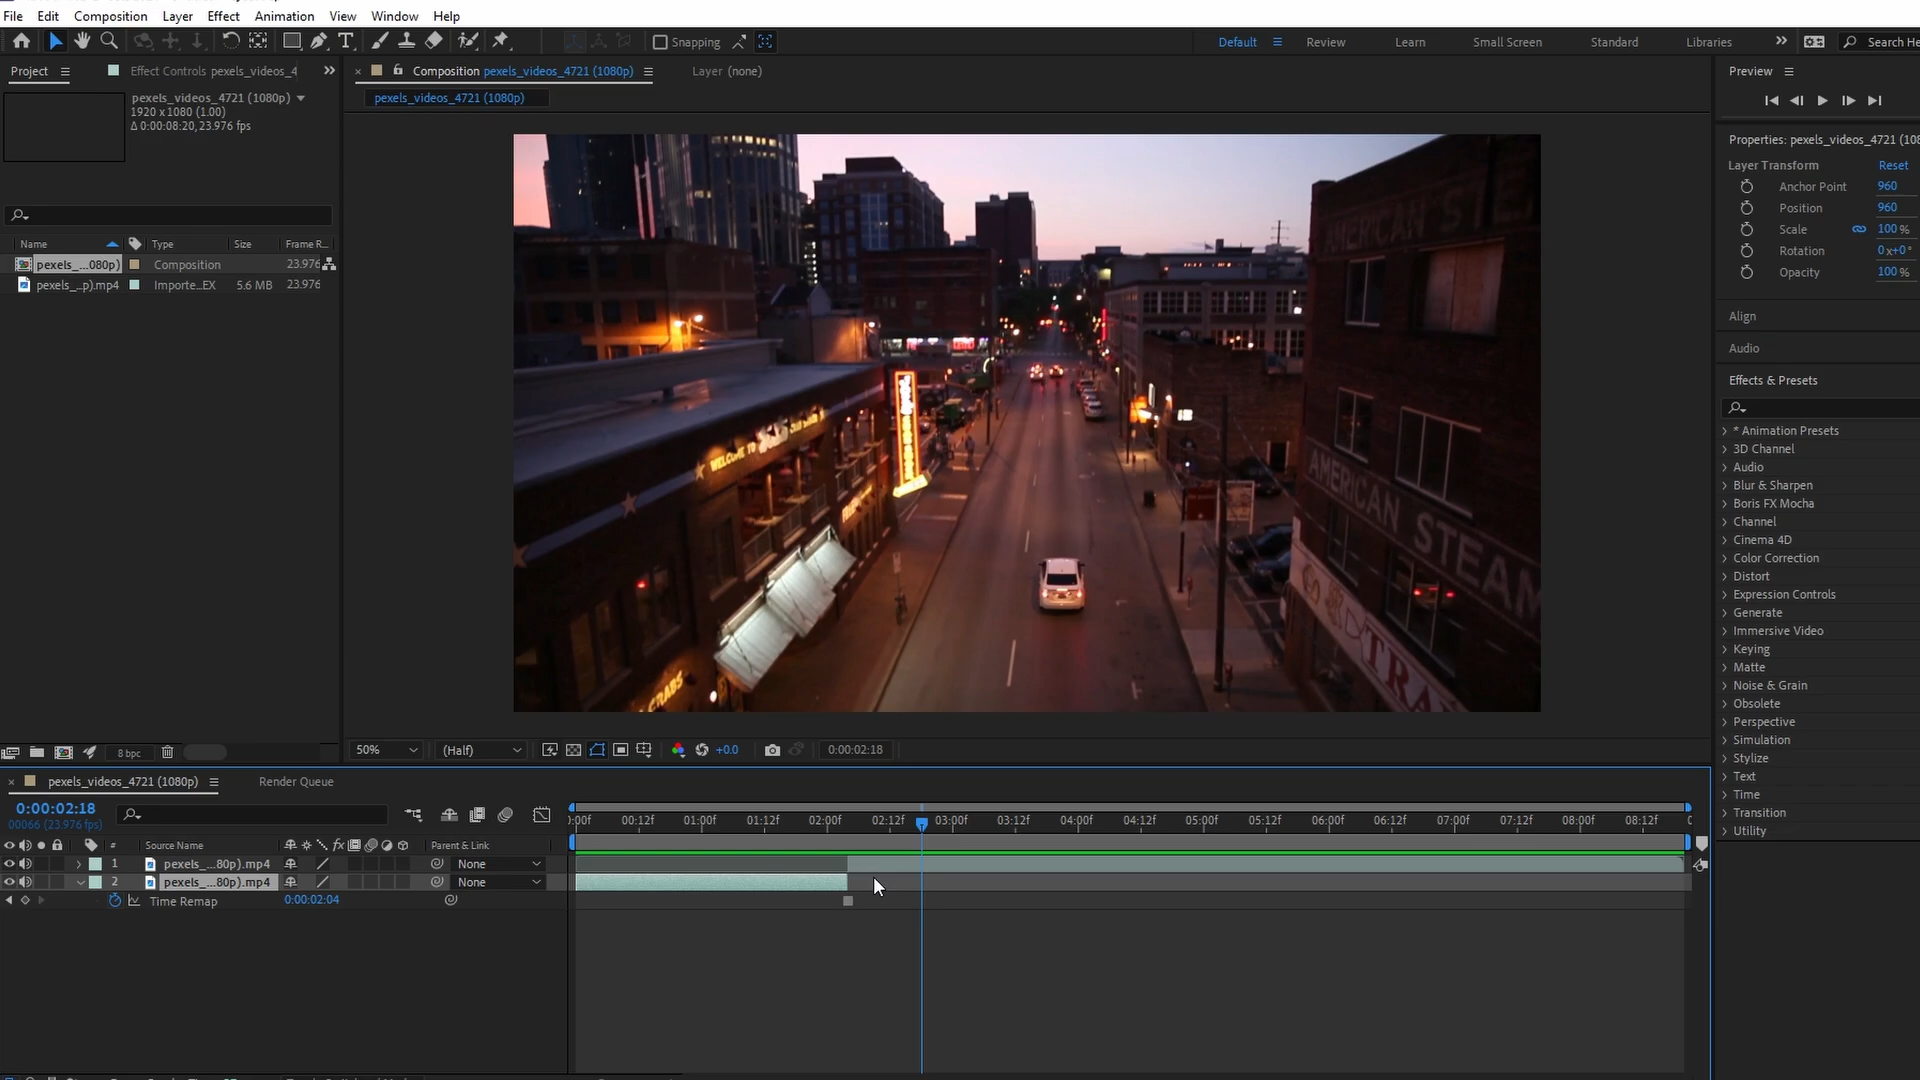 File Edit Composition Layer Effect Animation View Window Help
Snapping Default Review Learn Small Screen Standard Libraries Search He
Project Effect Controls pexels_videos_4 Composition pexels_videos_4721 (1080p) Layer (none) Preview
pexels_videos_4721 (1080p)
pexels_videos_4721 (1080p)
1920 x 1080 (1.00)
Δ 0:00:08:20, 23.976 fps
Name Type Size Frame R...
pexels_...080p) Composition 23.976
pexels_...p).mp4 Importe...EX 5.6 MB 23.976
8 bpc
AMERICAN STE
WELCOME TO
AMERICAN STEAM
CRABS
TRA
50% (Half) +0.0 0:00:02:18
Properties: pexels_videos_4721 (108
Layer Transform Reset
Anchor Point 960
Position 960
Scale 100 %
Rotation 0x+0°
Opacity 100 %
Align
Audio
Effects & Presets
* Animation Presets
3D Channel
Audio
Blur & Sharpen
Boris FX Mocha
Channel
Cinema 4D
Color Correction
Distort
Expression Controls
Generate
Immersive Video
Keying
Matte
Noise & Grain
Obsolete
Perspective
Simulation
Stylize
Text
Time
Transition
Utility
pexels_videos_4721 (1080p) Render Queue
0:00:02:18
00066 (23.976 fps)
:00f 00:12f 01:00f 01:12f 02:00f 02:12f 03:00f 03:12f 04:00f 04:12f 05:00f 05:12f 06:00f 06:12f 07:00f 07:12f 08:00f 08:12f
# Source Name fx Parent & Link
1 pexels_...80p).mp4 None
2 pexels_...80p).mp4 None
Time Remap 0:00:02:04